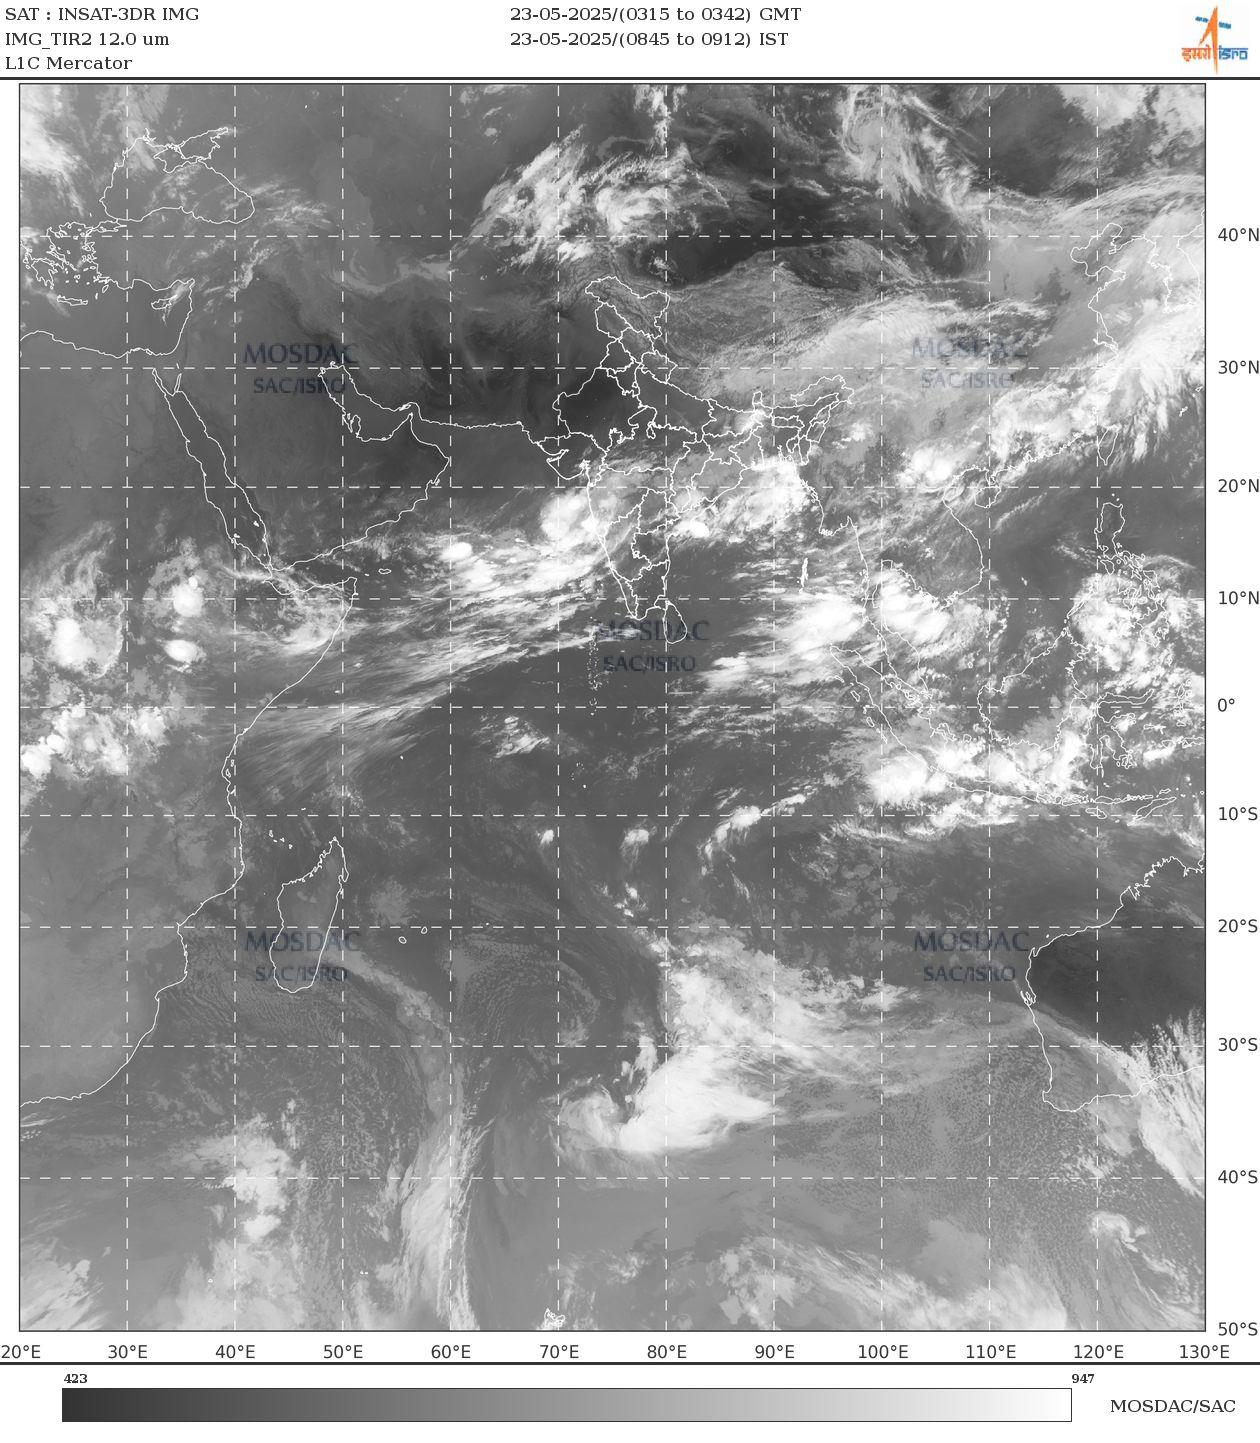 SAT : INSAT-3DR IMG
IMG_TIR2 12.0 um
L1C Mercator
23-05-2025/(0315 to 0342) GMT
23-05-2025/(0845 to 0912) IST
इसरो isro
40°N
MOSDAC
SAC/ISRO
MOSDAC
SAC/ISRO
30°N
20°N
10°N
MOSDAC
SAC/ISRO
0°
10°S
20°S
MOSDAC
SAC/ISRO
MOSDAC
SAC/ISRO
30°S
40°S
50°S
20°E 30°E 40°E 50°E 60°E 70°E 80°E 90°E 100°E 110°E 120°E 130°E
423 947
MOSDAC/SAC